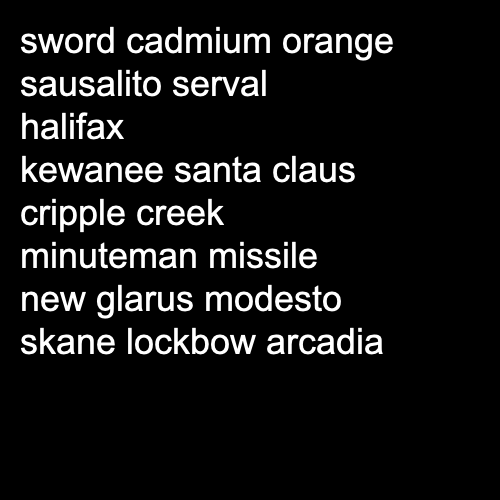 sword cadmium orange
sausalito serval
halifax
kewanee santa claus
cripple creek
minuteman missile
new glarus modesto
skane lockbow arcadia